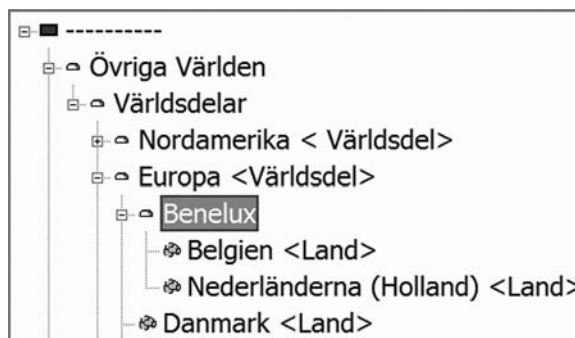 ----------
Övriga Världen
Världsdelar
Nordamerika < Världsdel>
Europa <Världsdel>
Benelux
Belgien <Land>
Nederländerna (Holland) <Land>
Danmark <Land>